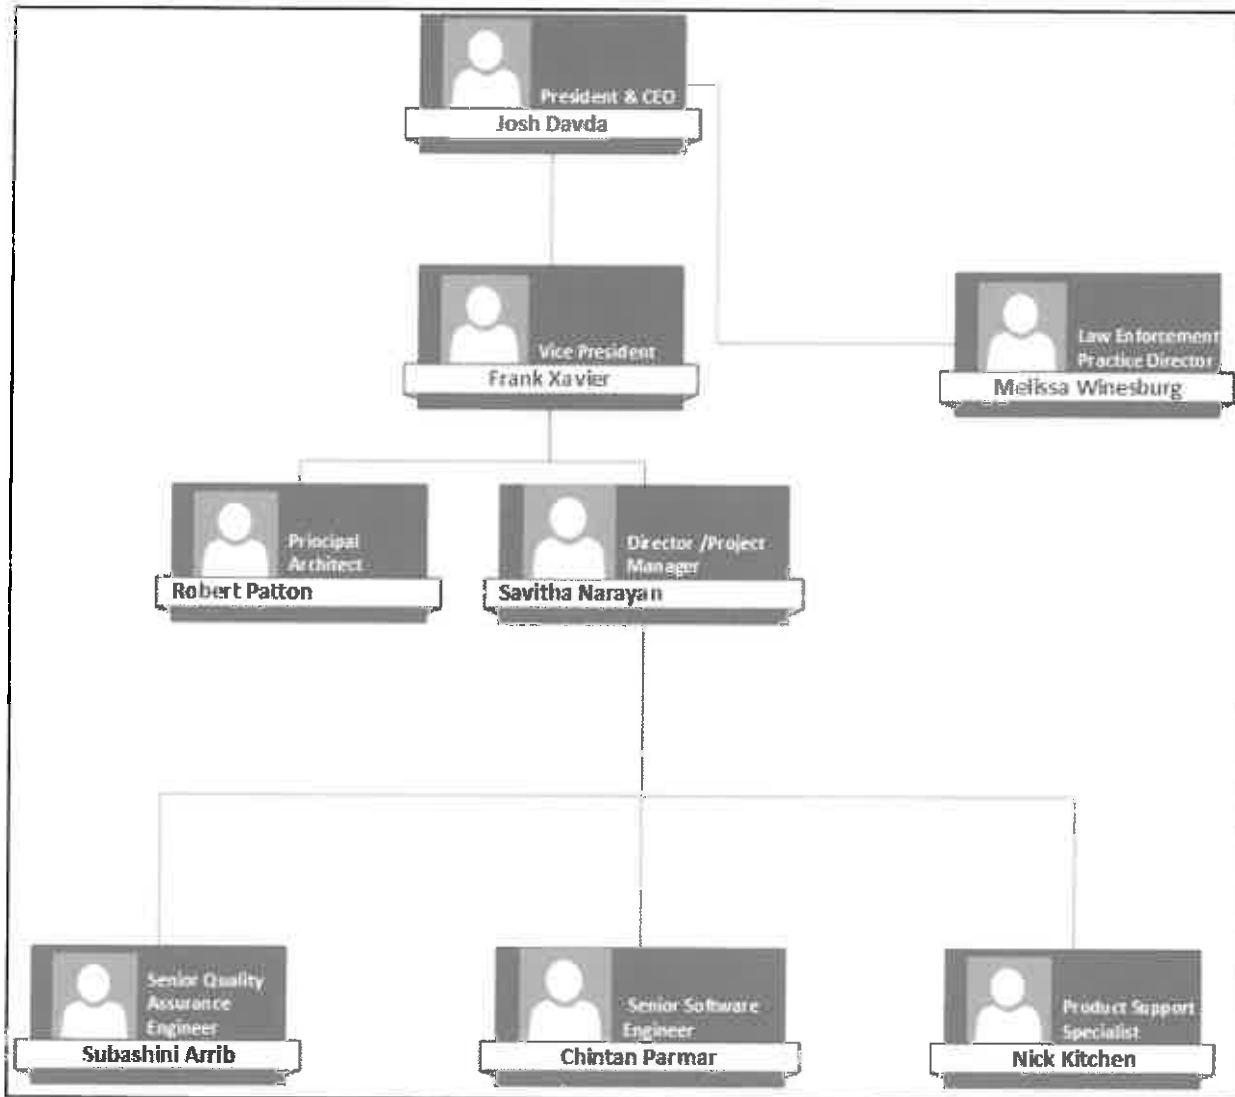 President & CEO
Josh Davda
Vice President
Frank Xavier
Law Enforcement
Practice Director
Melissa Winesburg
Principal
Architect
Robert Patton
Director /Project
Manager
Savitha Narayan
Senior Quality
Assurance
Engineer
Subashini Arrib
Senior Software
Engineer
Chintan Parmar
Product Support
Specialist
Nick Kitchen